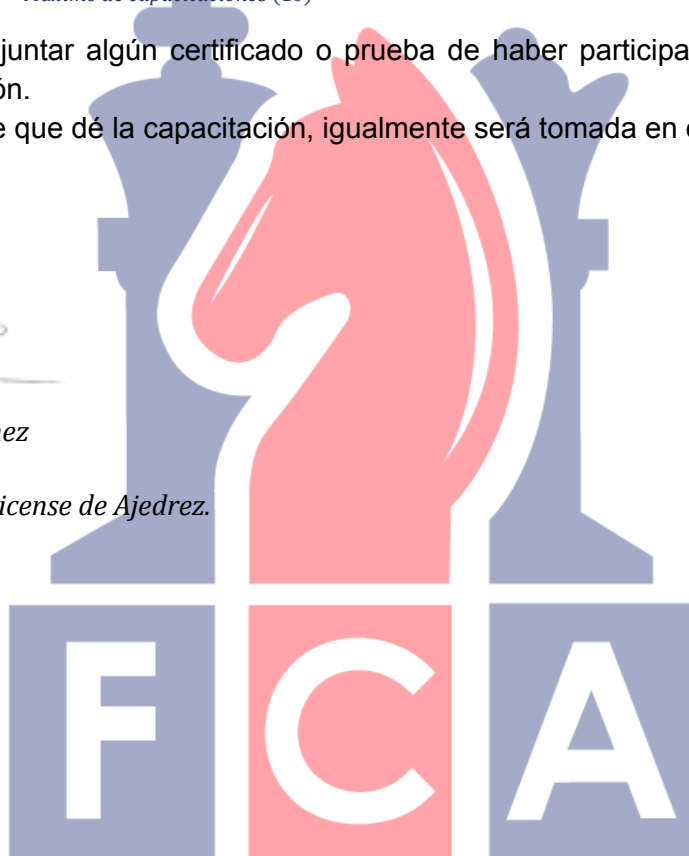 juntar algún certificado o prueba de haber participa
ón.
e que dé la capacitación, igualmente será tomada en
nez
icense de Ajedrez.
F C A